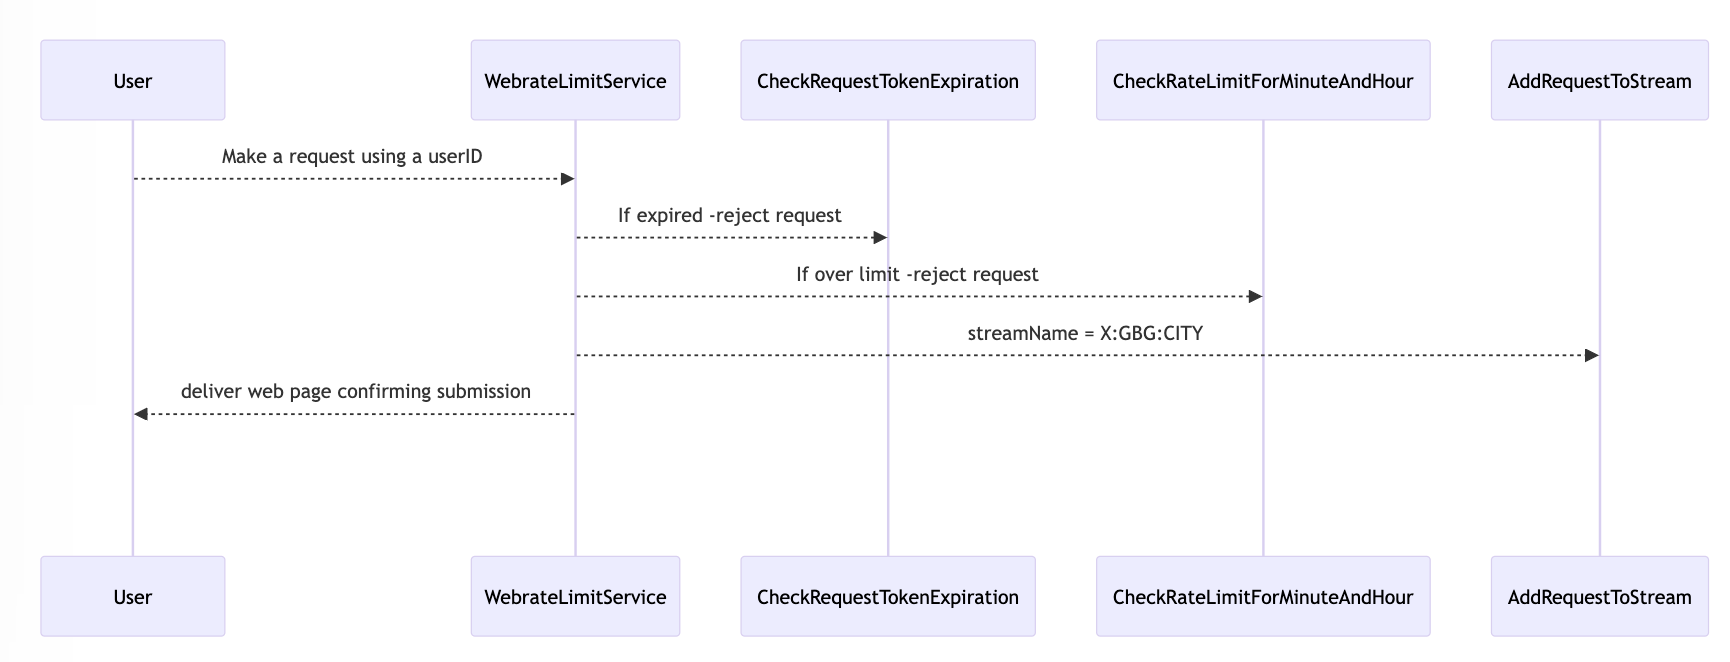 User
WebrateLimitService
CheckRequestTokenExpiration
CheckRateLimitForMinuteAndHour
AddRequestToStream
Make a request using a userID
If expired -reject request
If over limit -reject request
streamName = X:GBG:CITY
deliver web page confirming submission
User
WebrateLimitService
CheckRequestTokenExpiration
CheckRateLimitForMinuteAndHour
AddRequestToStream